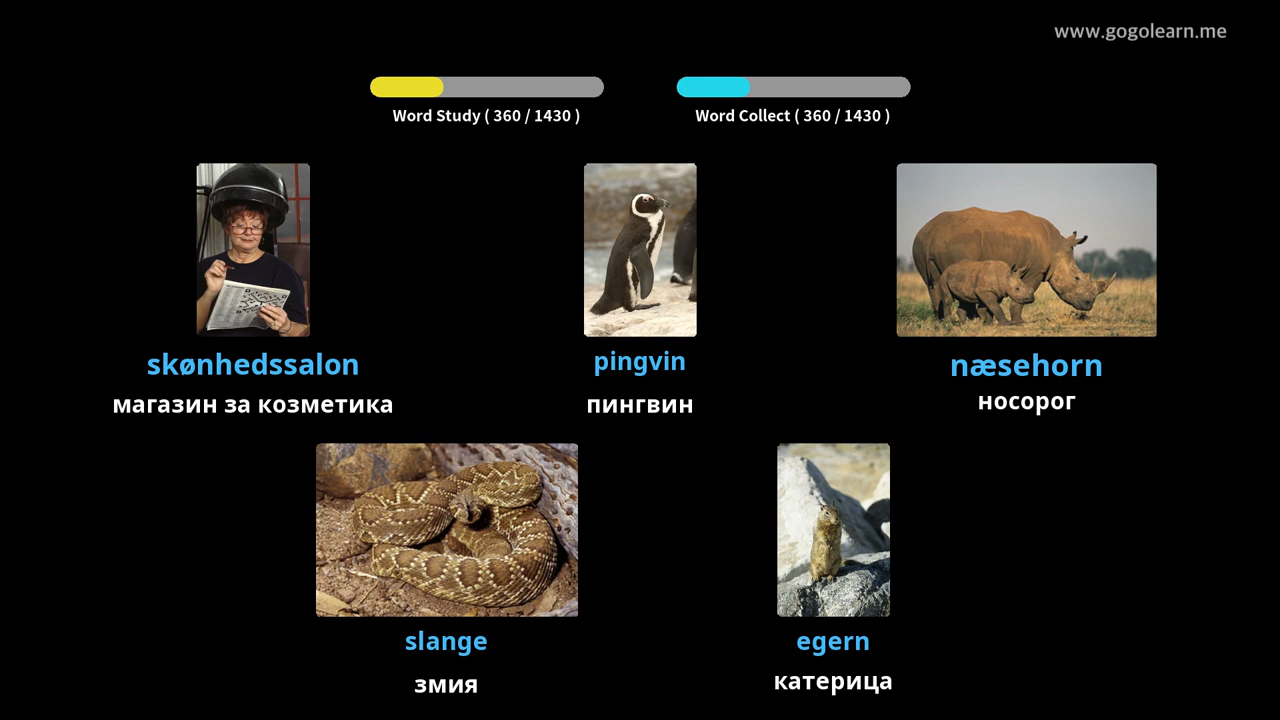 www.gogolearn.me
Word Study ( 360 / 1430 )
Word Collect ( 360 / 1430 )
skønhedssalon
магазин за козметика
pingvin
пингвин
næsehorn
носорог
slange
змия
egern
катерица